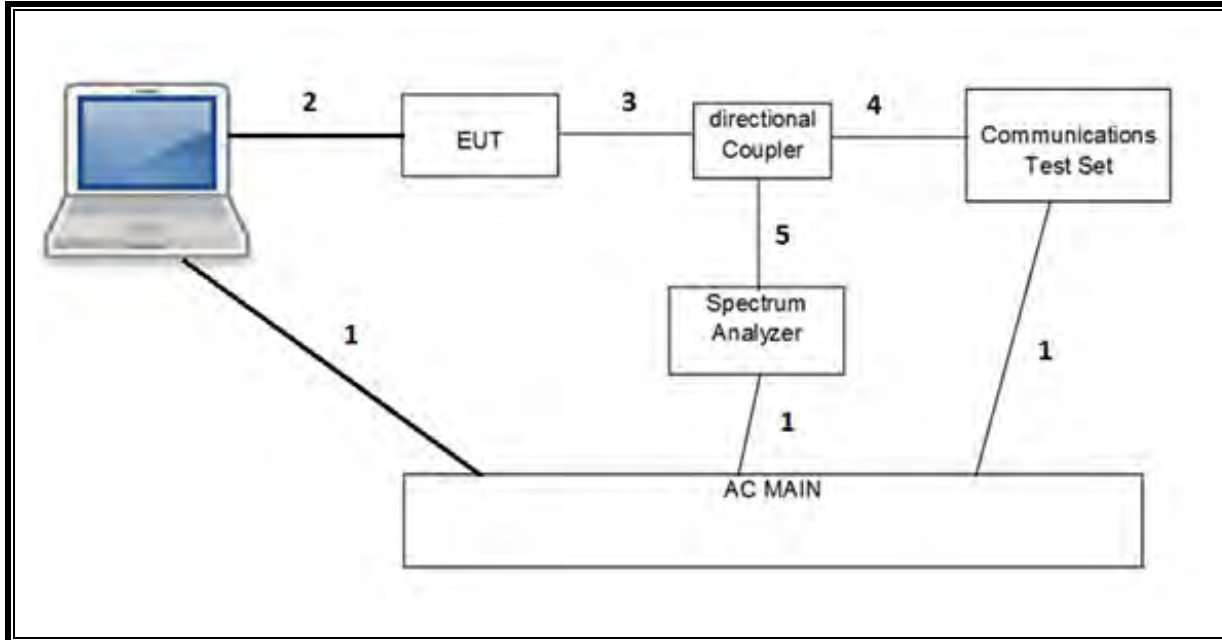 2
EUT
3
directional
Coupler
4
Communications
Test Set
5
Spectrum
Analyzer
1
1
1
AC MAIN